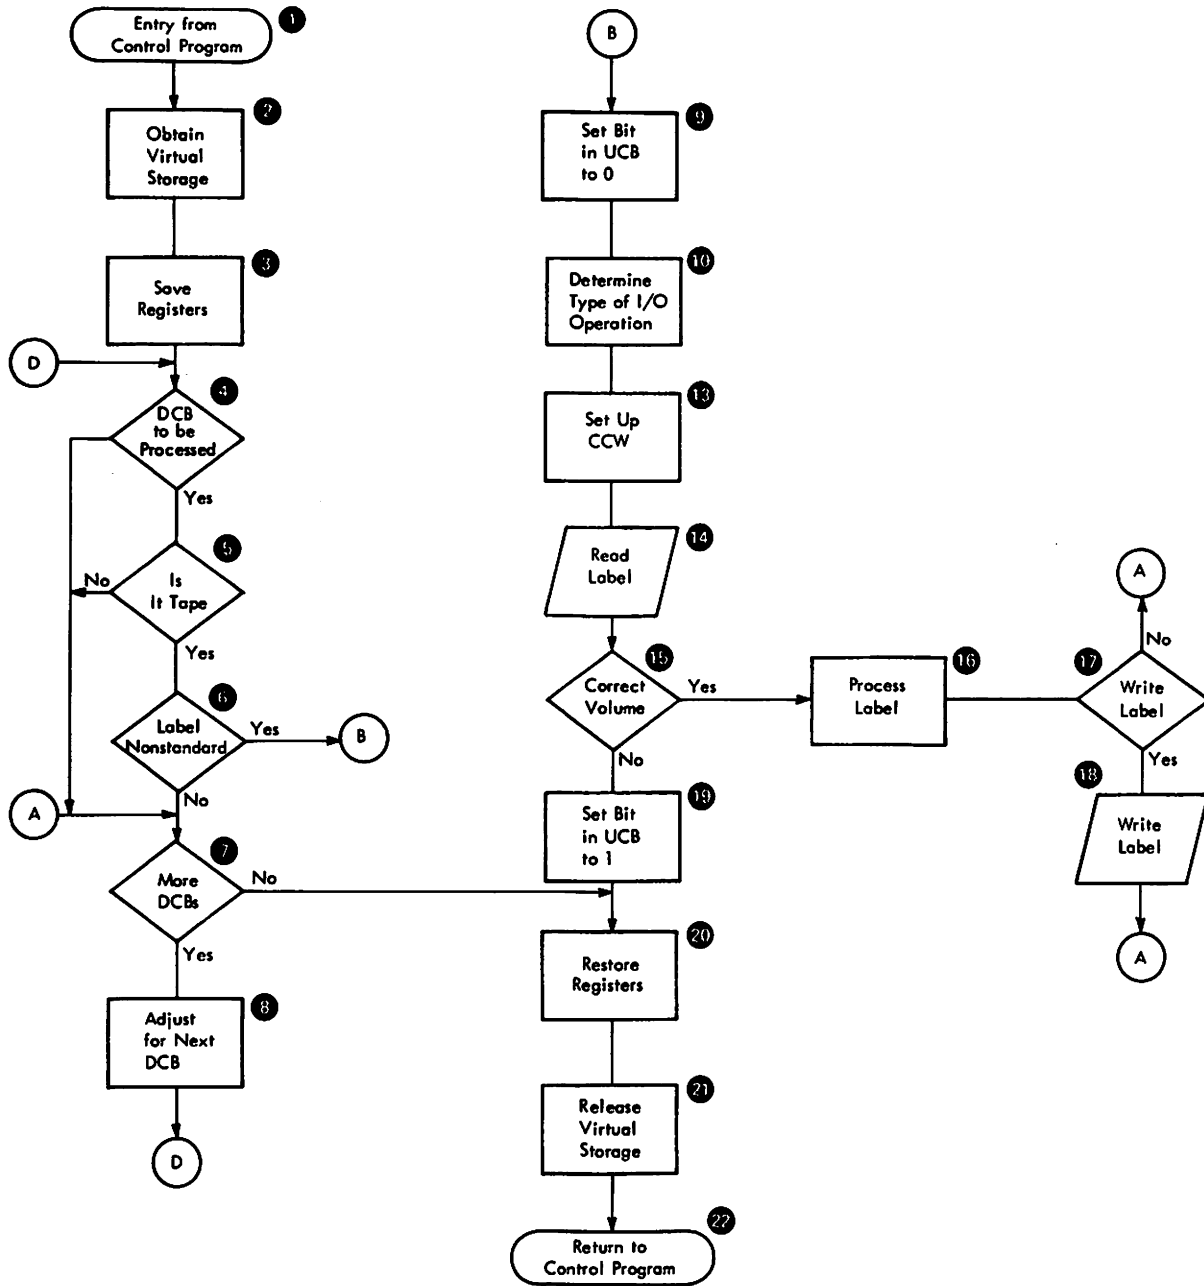 1
Entry from
Control Program
2
Obtain
Virtual
Storage
3
Save
Registers
D
4
DCB
to be
Processed
Yes
5
No
Is
It Tape
Yes
6
Label
Nonstandard
Yes
B
No
A
7
More
DCBs
No
Yes
8
Adjust
for Next
DCB
D
B
9
Set Bit
in UCB
to 0
10
Determine
Type of I/O
Operation
13
Set Up
CCW
14
Read
Label
15
Correct
Volume
Yes
No
16
Process
Label
A
No
17
Write
Label
Yes
18
Write
Label
A
19
Set Bit
in UCB
to 1
20
Restore
Registers
21
Release
Virtual
Storage
22
Return to
Control Program